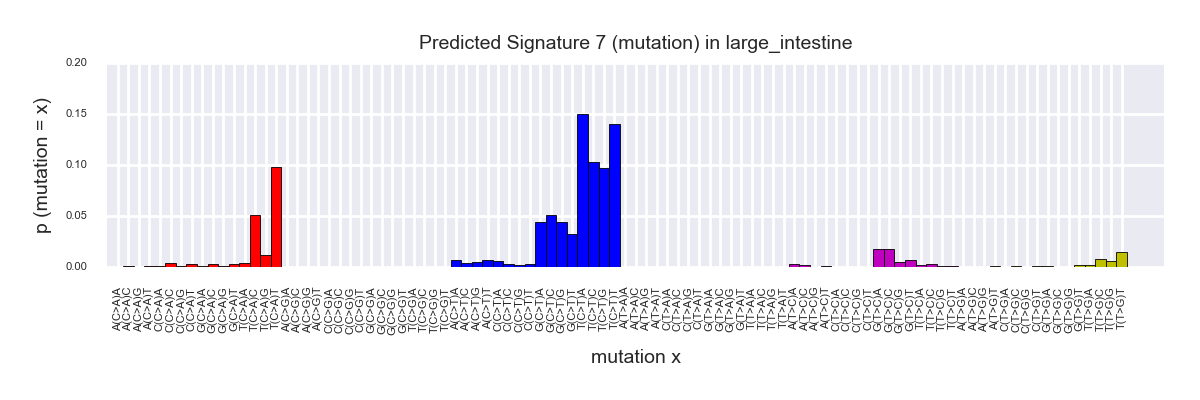 Predicted Signature 7 (mutation) in large_intestine
p (mutation = x)
0.20
0.15
0.10
0.05
0.00
A(C>A)A
A(C>A)C
A(C>A)G
A(C>A)T
C(C>A)A
C(C>A)C
C(C>A)G
C(C>A)T
G(C>A)A
G(C>A)C
G(C>A)G
G(C>A)T
T(C>A)A
T(C>A)C
T(C>A)G
T(C>A)T
A(C>G)A
A(C>G)C
A(C>G)G
A(C>G)T
C(C>G)A
C(C>G)C
C(C>G)G
C(C>G)T
G(C>G)A
G(C>G)C
G(C>G)G
G(C>G)T
T(C>G)A
T(C>G)C
T(C>G)G
T(C>G)T
A(C>T)A
A(C>T)C
A(C>T)G
A(C>T)T
C(C>T)A
C(C>T)C
C(C>T)G
C(C>T)T
G(C>T)A
G(C>T)C
G(C>T)G
G(C>T)T
T(C>T)A
T(C>T)C
T(C>T)G
T(C>T)T
A(T>A)A
A(T>A)C
A(T>A)G
A(T>A)T
C(T>A)A
C(T>A)C
C(T>A)G
C(T>A)T
G(T>A)A
G(T>A)C
G(T>A)G
G(T>A)T
T(T>A)A
T(T>A)C
T(T>A)G
T(T>A)T
A(T>C)A
A(T>C)C
A(T>C)G
A(T>C)T
C(T>C)A
C(T>C)C
C(T>C)G
C(T>C)T
G(T>C)A
G(T>C)C
G(T>C)G
G(T>C)T
T(T>C)A
T(T>C)C
T(T>C)G
T(T>C)T
A(T>G)A
A(T>G)C
A(T>G)G
A(T>G)T
C(T>G)A
C(T>G)C
C(T>G)G
C(T>G)T
G(T>G)A
G(T>G)C
G(T>G)G
G(T>G)T
T(T>G)A
T(T>G)C
T(T>G)G
T(T>G)T
mutation x